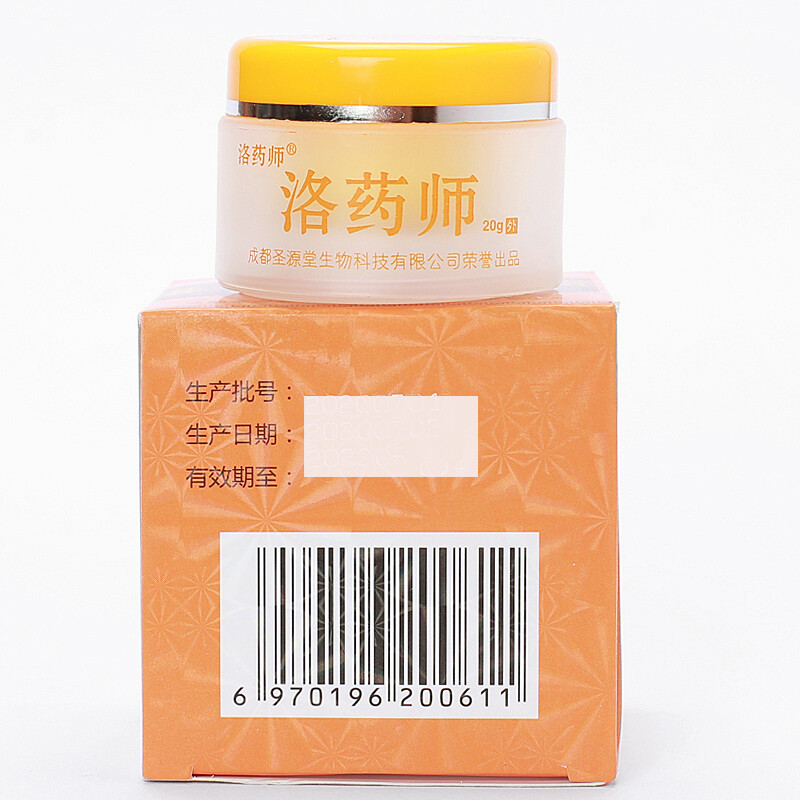 洛药师®
洛药师
20g 外
成都圣源堂生物科技有限公司荣誉出品
生产批号：
生产日期：
有效期至：
6 970196 200611